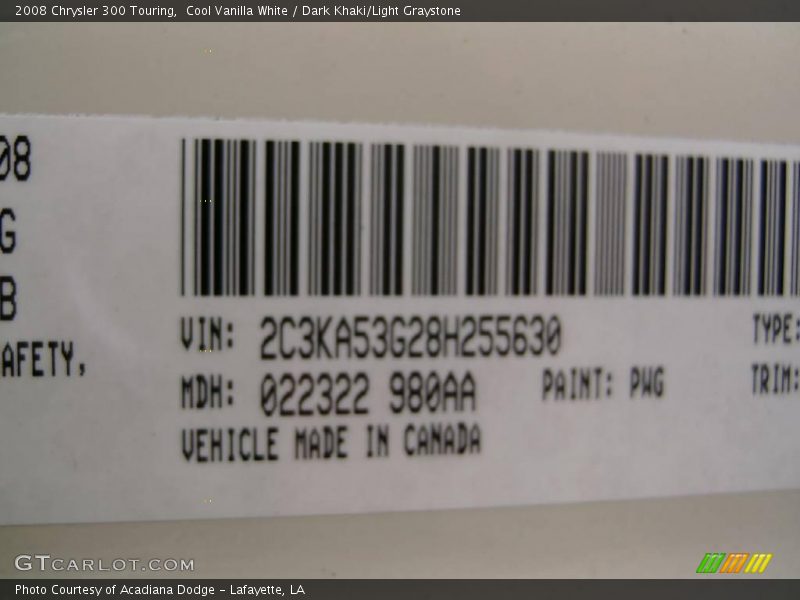 2008 Chrysler 300 Touring,  Cool Vanilla White / Dark Khaki/Light Graystone
08
G
B
AFETY,
VIN: 2C3KA53G28H255630
TYPE:
MDH: 022322 980AA
PAINT: PWG
TRIM:
VEHICLE MADE IN CANADA
GTCARLOT.COM
Photo Courtesy of Acadiana Dodge - Lafayette, LA